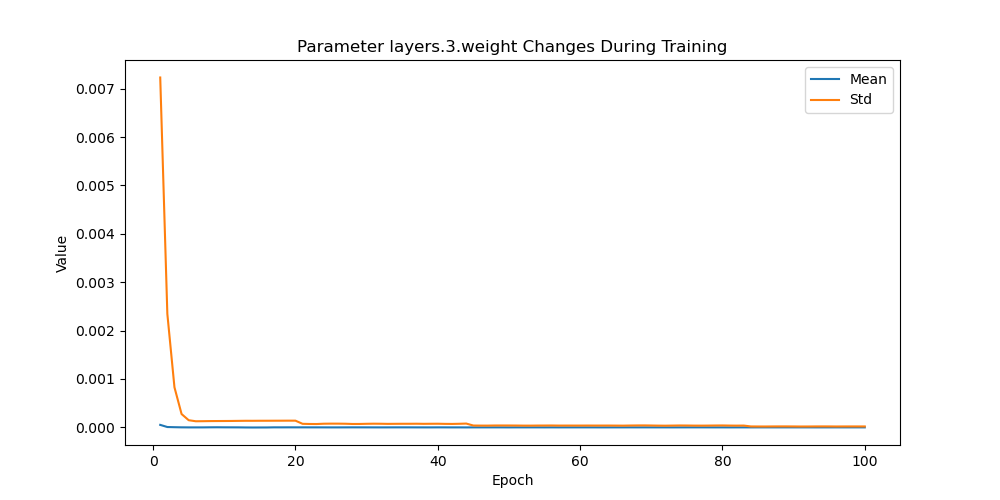 Parameter layers.3.weight Changes During Training
Mean
Std
0.007
0.006
0.005
0.004
0.003
0.002
0.001
0.000
Value
0 20 40 60 80 100
Epoch